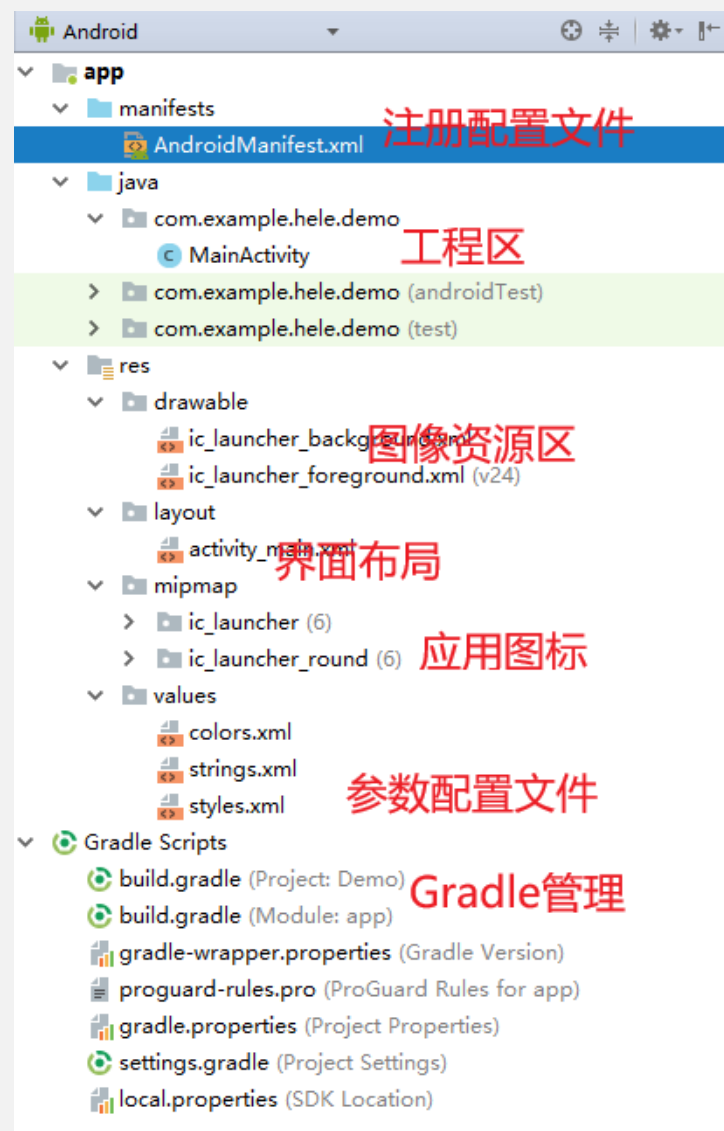 Android
app
manifests
注册配置文件
AndroidManifest.xml
java
com.example.hele.demo
工程区
MainActivity
com.example.hele.demo (androidTest)
com.example.hele.demo (test)
res
drawable
ic_launcher_background.xml
图像资源区
ic_launcher_foreground.xml (v24)
layout
activity_main.xml
界面布局
mipmap
ic_launcher (6)
ic_launcher_round (6) 应用图标
values
colors.xml
strings.xml
参数配置文件
styles.xml
Gradle Scripts
build.gradle (Project: Demo)
Gradle管理
build.gradle (Module: app)
gradle-wrapper.properties (Gradle Version)
proguard-rules.pro (ProGuard Rules for app)
gradle.properties (Project Properties)
settings.gradle (Project Settings)
local.properties (SDK Location)